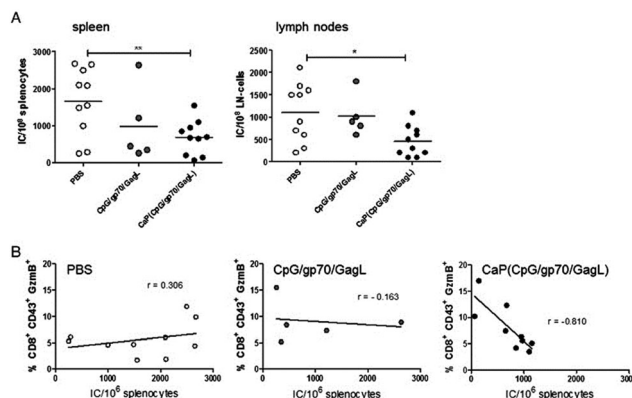 A
spleen
lymph nodes
**
*
3000
2000
1000
0
IC/10⁶ splenocytes
PBS
CpG/gp70/GagL
CaP(CpG/gp70/GagL)
2500
2000
1500
1000
500
0
IC/10⁶ LN-cells
PBS
CpG/gp70/GagL
CaP(CpG/gp70/GagL)
B
PBS
r = 0.306
20
15
10
5
0
0 1000 2000 3000
% CD8⁺ CD43⁺ GzmB⁺
IC/10⁶ splenocytes
CpG/gp70/GagL
r = - 0.163
20
15
10
5
0
0 1000 2000 3000
% CD8⁺ CD43⁺ GzmB⁺
IC/10⁶ splenocytes
CaP(CpG/gp70/GagL)
r = -0.810
20
15
10
5
0
0 1000 2000 3000
% CD8⁺ CD43⁺ GzmB⁺
IC/10⁶ splenocytes